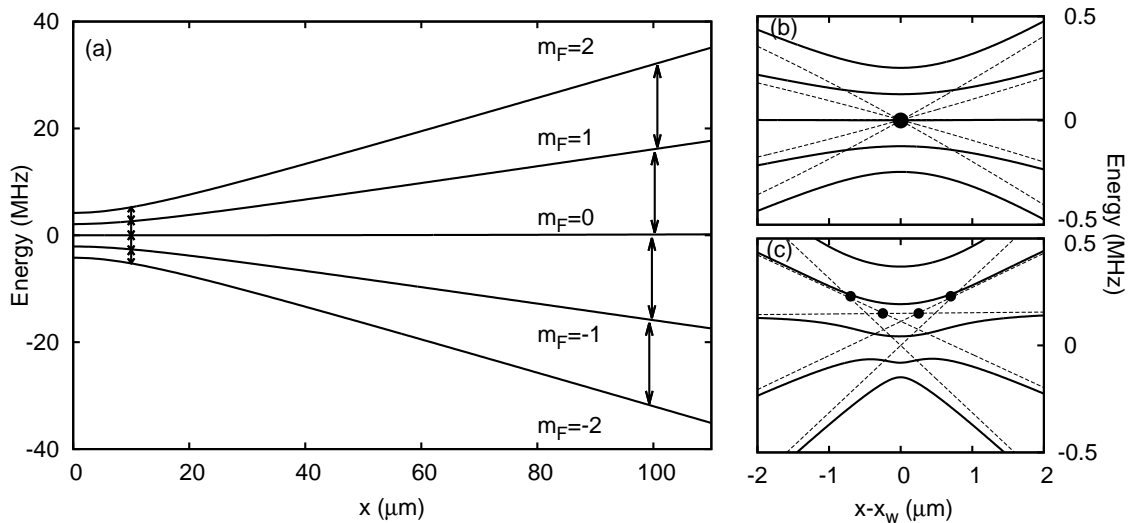 (a)
40
20
0
-20
-40
Energy (MHz)
m_F=2
m_F=1
m_F=0
m_F=-1
m_F=-2
0 20 40 60 80 100
x (μm)
(b)
0.5
0
-0.5
(c)
0.5
0
-0.5
Energy (MHz)
-2 -1 0 1 2
x-x_w (μm)